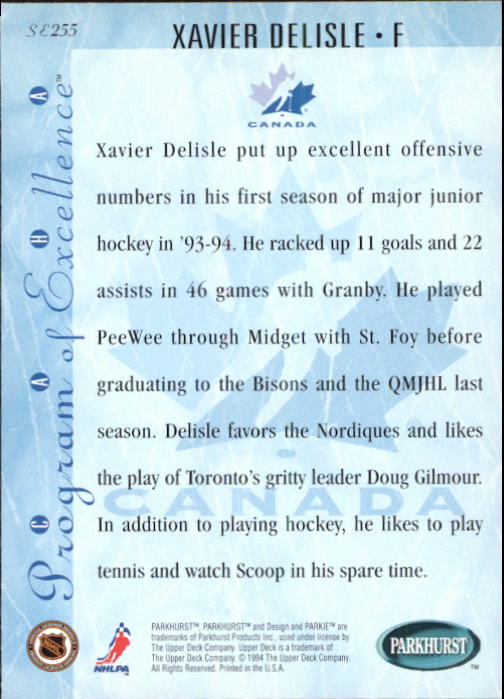 SE255
XAVIER DELISLE • F
CANADA
Xavier Delisle put up excellent offensive
numbers in his first season of major junior
hockey in '93-94. He racked up 11 goals and 22
assists in 46 games with Granby. He played
PeeWee through Midget with St. Foy before
graduating to the Bisons and the QMJHL last
season. Delisle favors the Nordiques and likes
the play of Toronto's gritty leader Doug Gilmour.
In addition to playing hockey, he likes to play
tennis and watch Scoop in his spare time.
CANADA
C A H A
Program of Excellence™
NHL
NHLPA
PARKHURST™, PARKHURST™ and Design and PARKIE™ are
trademarks of Parkhurst Products Inc., used under license by
The Upper Deck Company. Upper Deck is a trademark of
The Upper Deck Company. © 1994 The Upper Deck Company.
All Rights Reserved. Printed in the U.S.A.
PARKHURST™